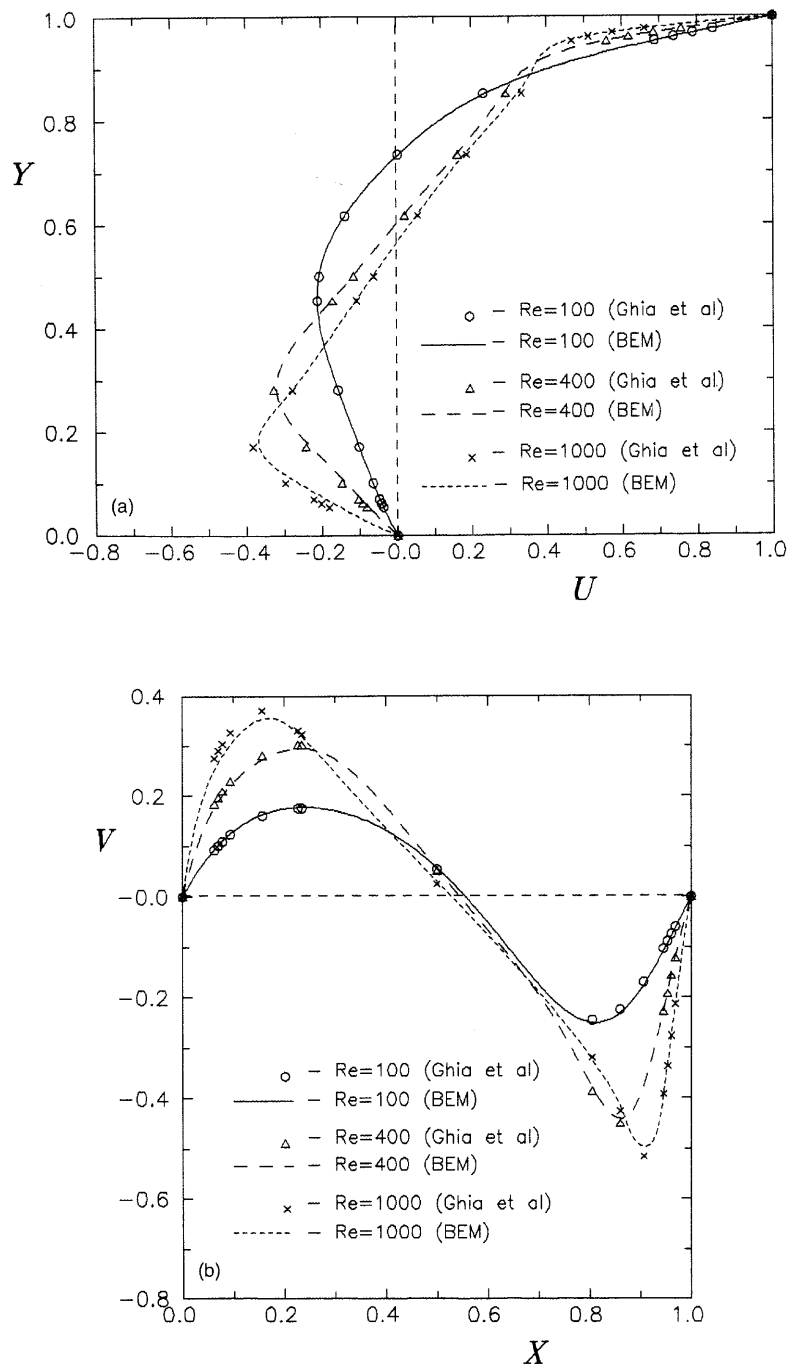 1.0
0.8
Y
0.6
0.4
0.2
0.0
(a)
− Re=100 (Ghia et al)
− Re=100 (BEM)
− Re=400 (Ghia et al)
− Re=400 (BEM)
− Re=1000 (Ghia et al)
− Re=1000 (BEM)
−0.8 −0.6 −0.4 −0.2 −0.0 0.2 0.4 0.6 0.8 1.0
U
0.4
0.2
V
−0.0
−0.2
−0.4
−0.6
−0.8
− Re=100 (Ghia et al)
− Re=100 (BEM)
− Re=400 (Ghia et al)
− Re=400 (BEM)
− Re=1000 (Ghia et al)
− Re=1000 (BEM)
(b)
0.0 0.2 0.4 0.6 0.8 1.0
X